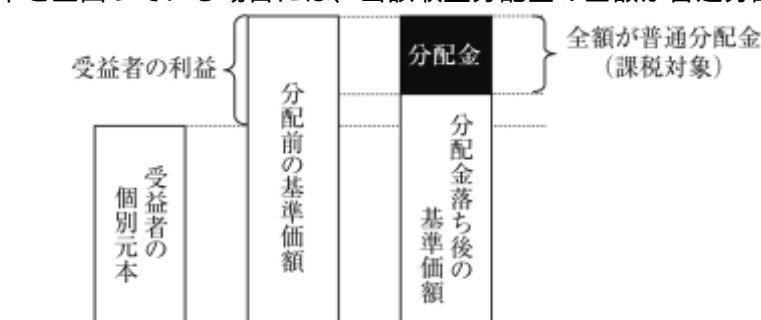 受益者の利益
分配金
全額が普通分配金
（課税対象）
受益者の
個別元本
分配前の基準価額
分配金落ち後の
基準価額